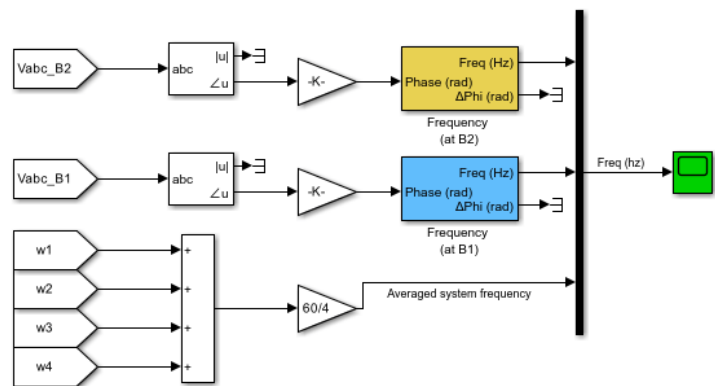 Vabc_B2
abc
|u|
∠u
-K-
Freq (Hz)
Phase (rad)
ΔPhi (rad)
Frequency
(at B2)
Vabc_B1
abc
|u|
∠u
-K-
Freq (Hz)
Phase (rad)
ΔPhi (rad)
Frequency
(at B1)
Freq (hz)
w1
+
w2
+
w3
+
w4
+
60/4
Averaged system frequency